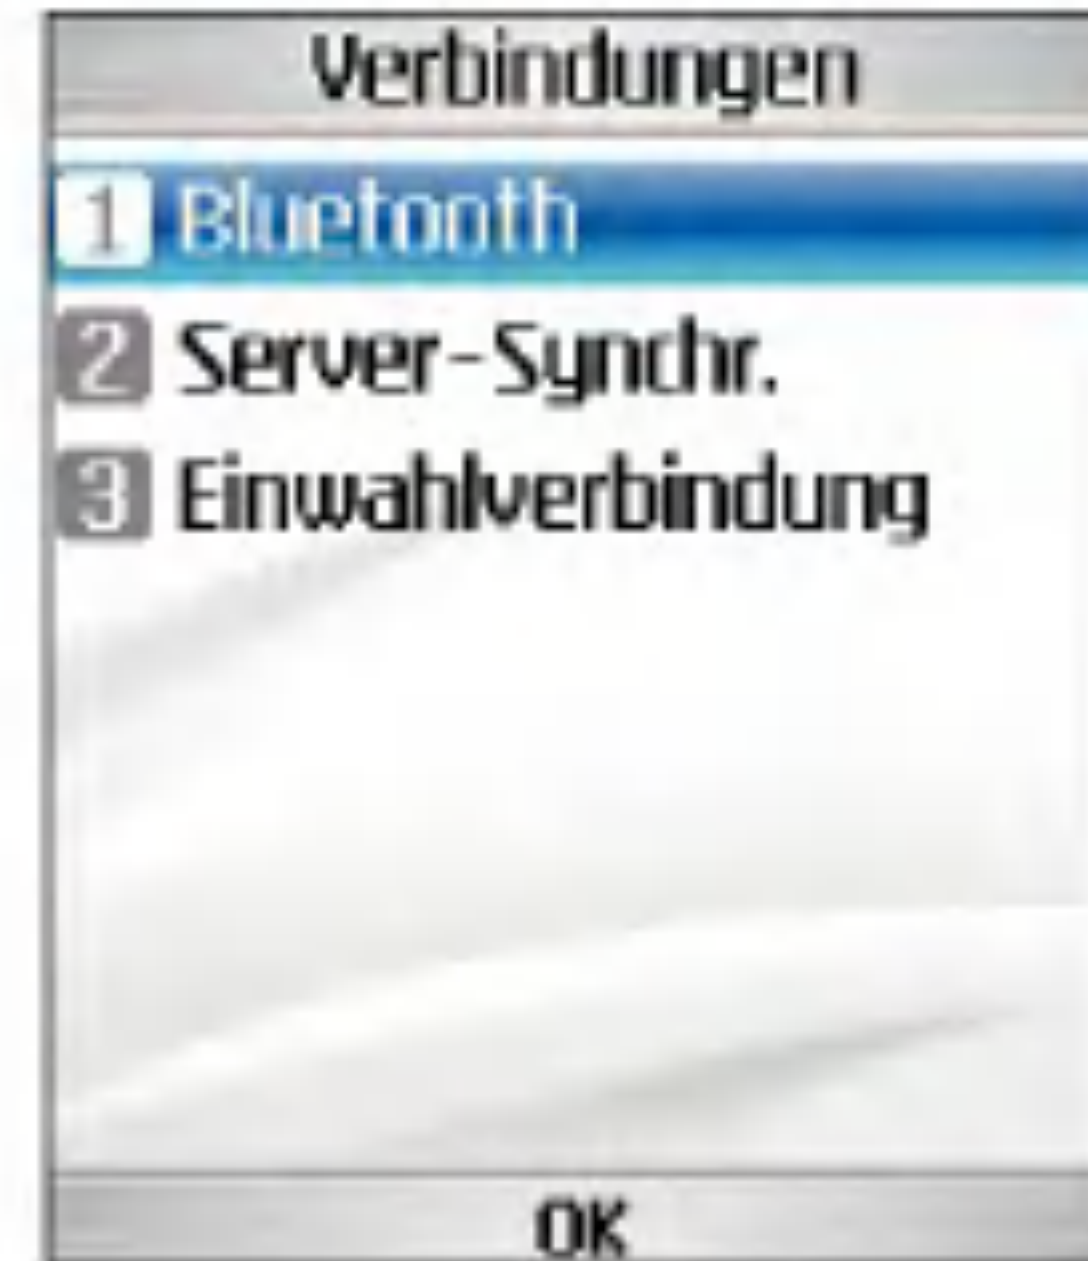 Verbindungen
1 Bluetooth
2 Server-Synchr.
3 Einwahlverbindung
OK